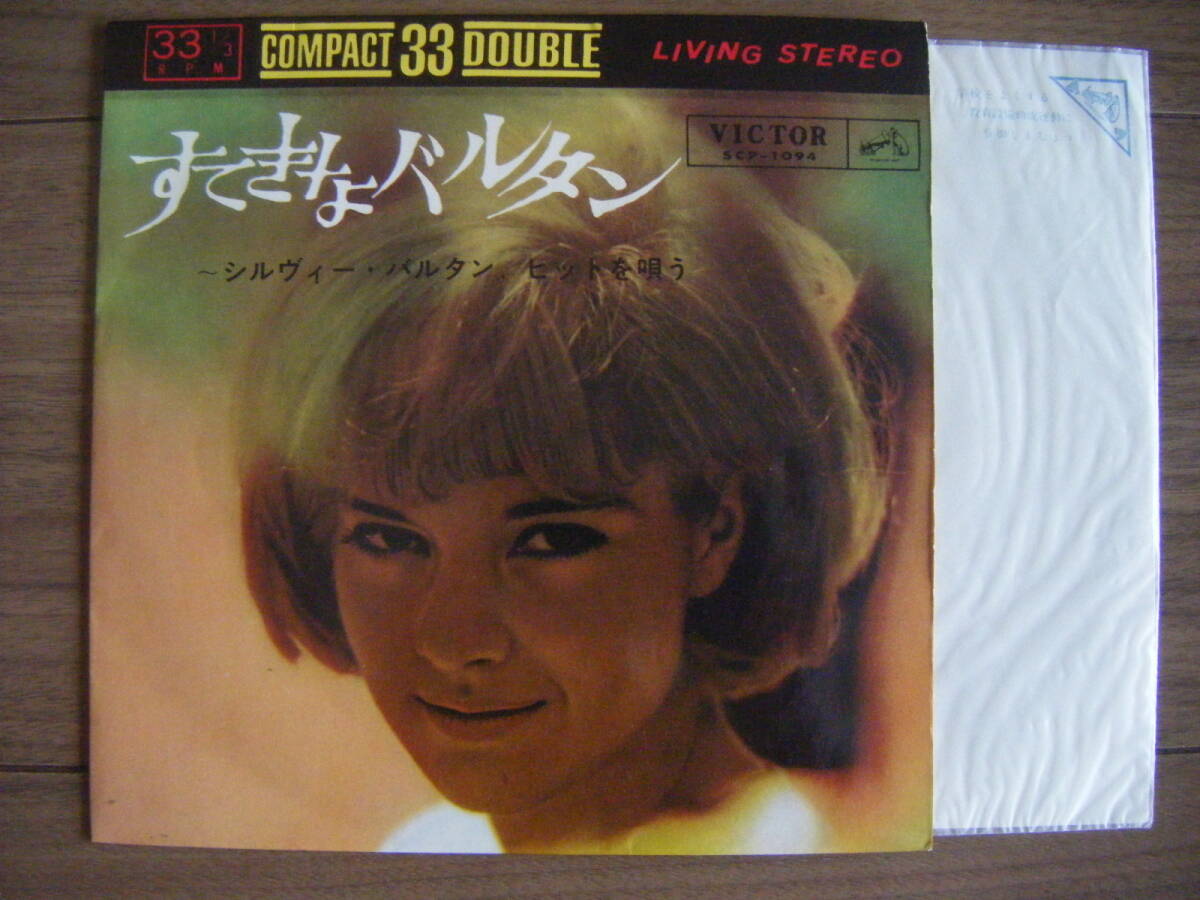 33 1/3
RPM
COMPACT 33 DOUBLE
LIVING STEREO
VICTOR
SCP-1094
すてきなバルタン
~シルヴィー・バルタン、ヒットを唄う